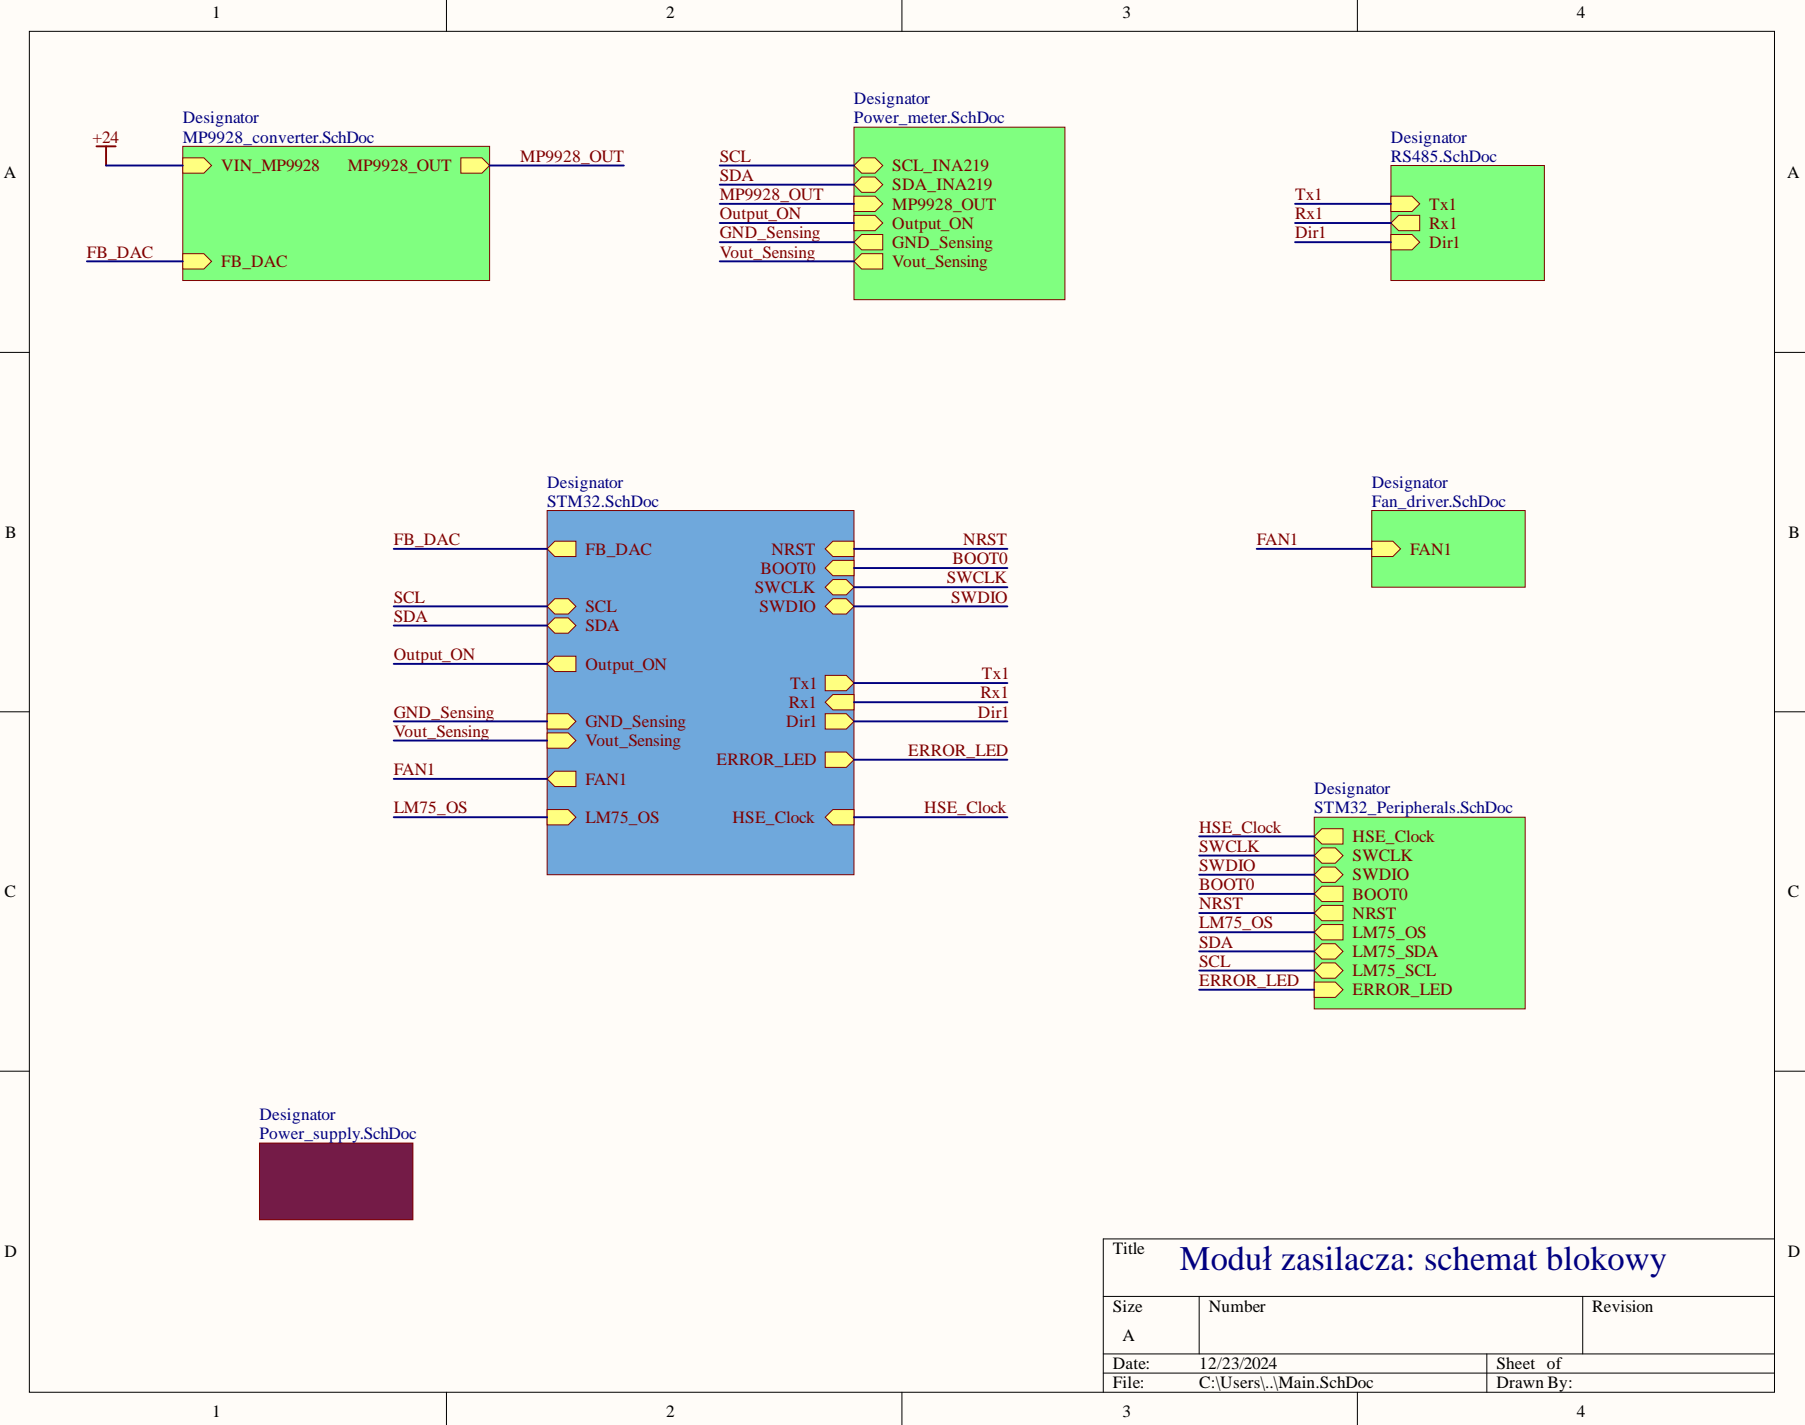 1 2 3 4
A A
B B
C C
D D
Designator
MP9928_converter.SchDoc
+24
VIN_MP9928 MP9928_OUT MP9928_OUT
FB_DAC FB_DAC
Designator
Power_meter.SchDoc
SCL SCL_INA219
SDA SDA_INA219
MP9928_OUT MP9928_OUT
Output_ON Output_ON
GND_Sensing GND_Sensing
Vout_Sensing Vout_Sensing
Designator
RS485.SchDoc
Tx1 Tx1
Rx1 Rx1
Dir1 Dir1
Designator
STM32.SchDoc
FB_DAC FB_DAC NRST NRST
BOOT0 BOOT0
SWCLK SWCLK
SCL SCL SWDIO SWDIO
SDA SDA
Output_ON Output_ON
Tx1 Tx1
Rx1 Rx1
GND_Sensing GND_Sensing Dir1 Dir1
Vout_Sensing Vout_Sensing
ERROR_LED ERROR_LED
FAN1 FAN1
LM75_OS LM75_OS HSE_Clock HSE_Clock
Designator
Fan_driver.SchDoc
FAN1 FAN1
Designator
STM32_Peripherals.SchDoc
HSE_Clock HSE_Clock
SWCLK SWCLK
SWDIO SWDIO
BOOT0 BOOT0
NRST NRST
LM75_OS LM75_OS
SDA LM75_SDA
SCL LM75_SCL
ERROR_LED ERROR_LED
Designator
Power_supply.SchDoc
Title Moduł zasilacza: schemat blokowy
Size Number Revision
A
Date: 12/23/2024 Sheet of
File: C:\Users\..\Main.SchDoc Drawn By:
1 2 3 4